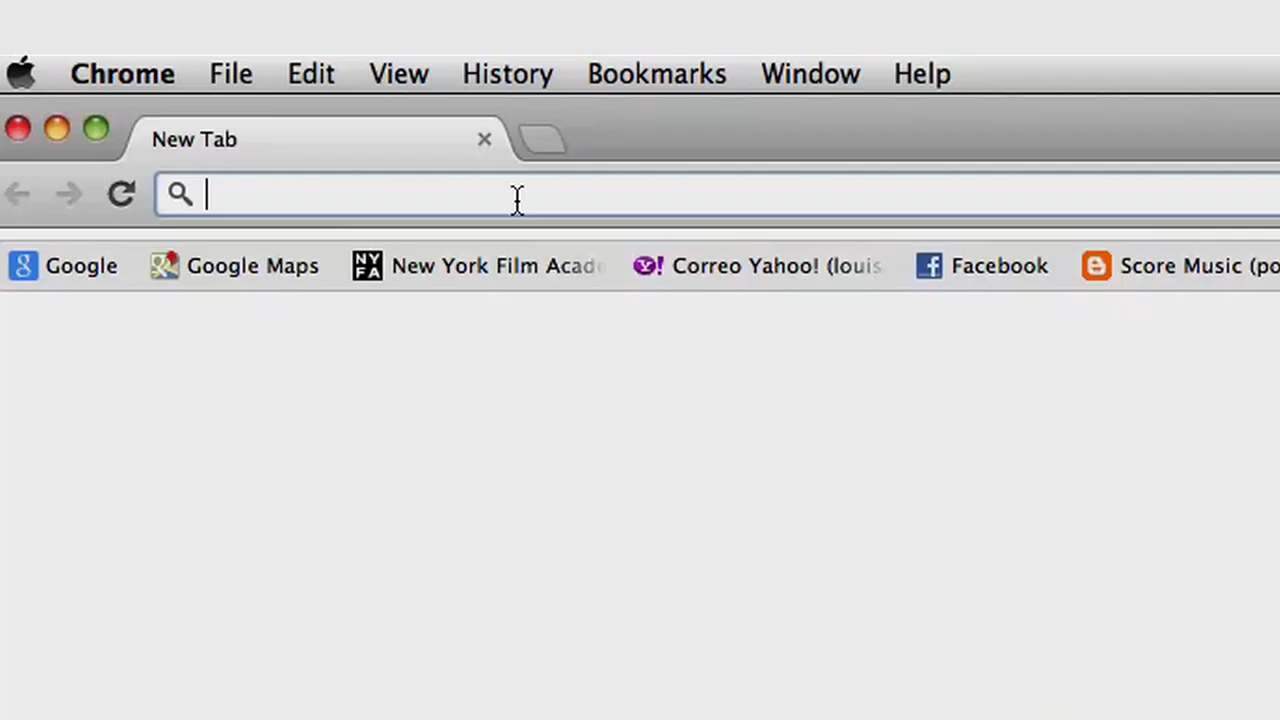 Chrome File Edit View History Bookmarks Window Help
New Tab
Google Google Maps New York Film Acade Correo Yahoo! (louis Facebook Score Music (po